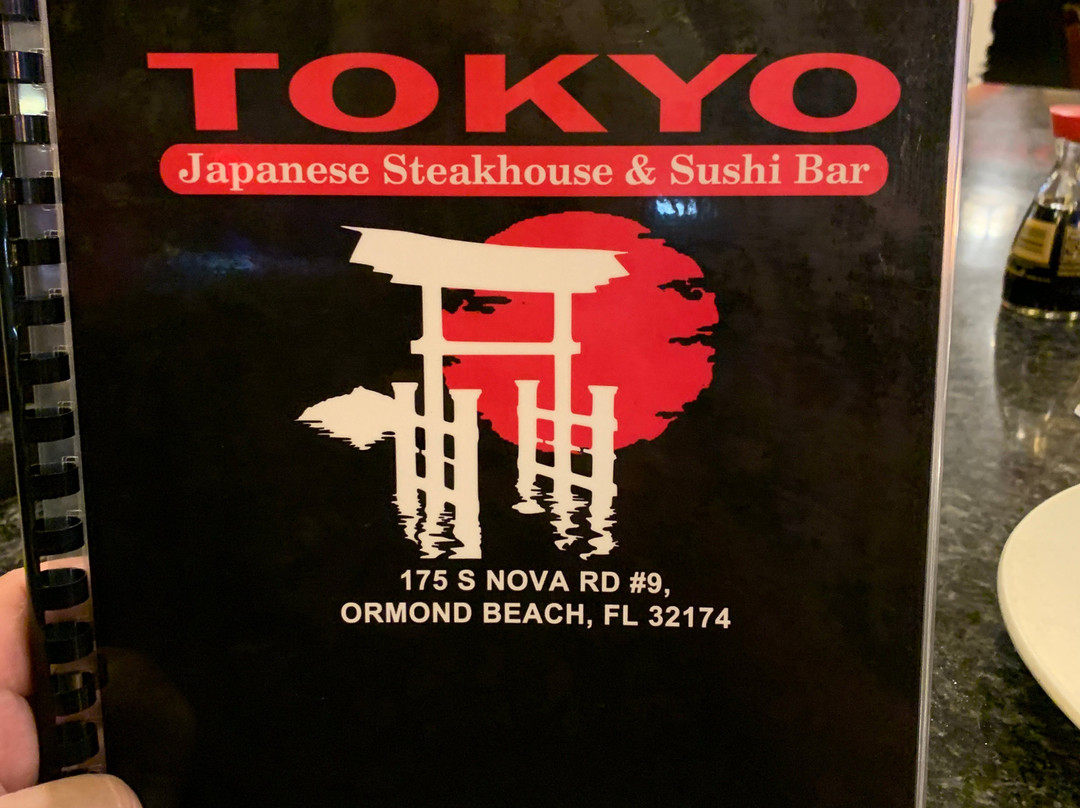 TOKYO
Japanese Steakhouse & Sushi Bar
175 S NOVA RD #9,
ORMOND BEACH, FL 32174